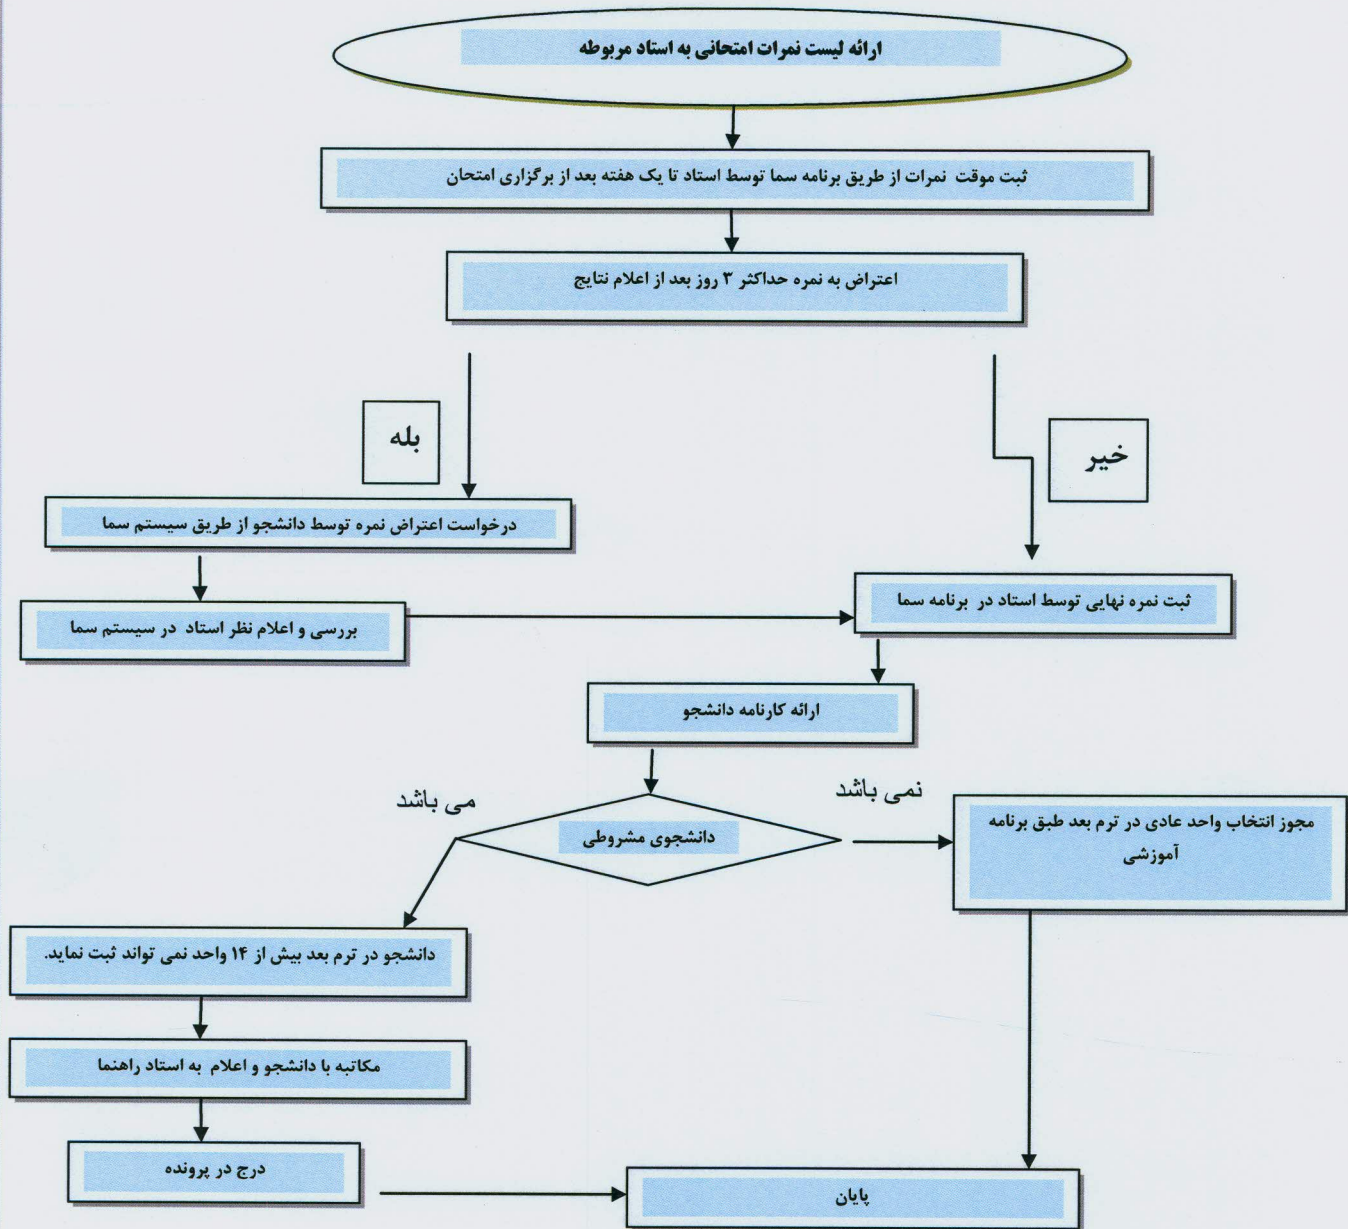 ارائه لیست نمرات امتحانی به استاد مربوطه
ثبت موقت نمرات از طریق برنامه سما توسط استاد تا یک هفته بعد از برگزاری امتحان
اعتراض به نمره حداکثر ۳ روز بعد از اعلام نتایج
خیر
بله
درخواست اعتراض نمره توسط دانشجو از طریق سیستم سما
ثبت نمره نهایی توسط استاد در برنامه سما
بررسی و اعلام نظر استاد در سیستم سما
ارائه کارنامه دانشجو
نمی باشد
می باشد
دانشجوی مشروطی
مجوز انتخاب واحد عادی در ترم بعد طبق برنامه
آموزشی
دانشجو در ترم بعد بیش از ۱۴ واحد نمی تواند ثبت نماید.
مکاتبه با دانشجو و اعلام به استاد راهنما
درج در پرونده
پایان